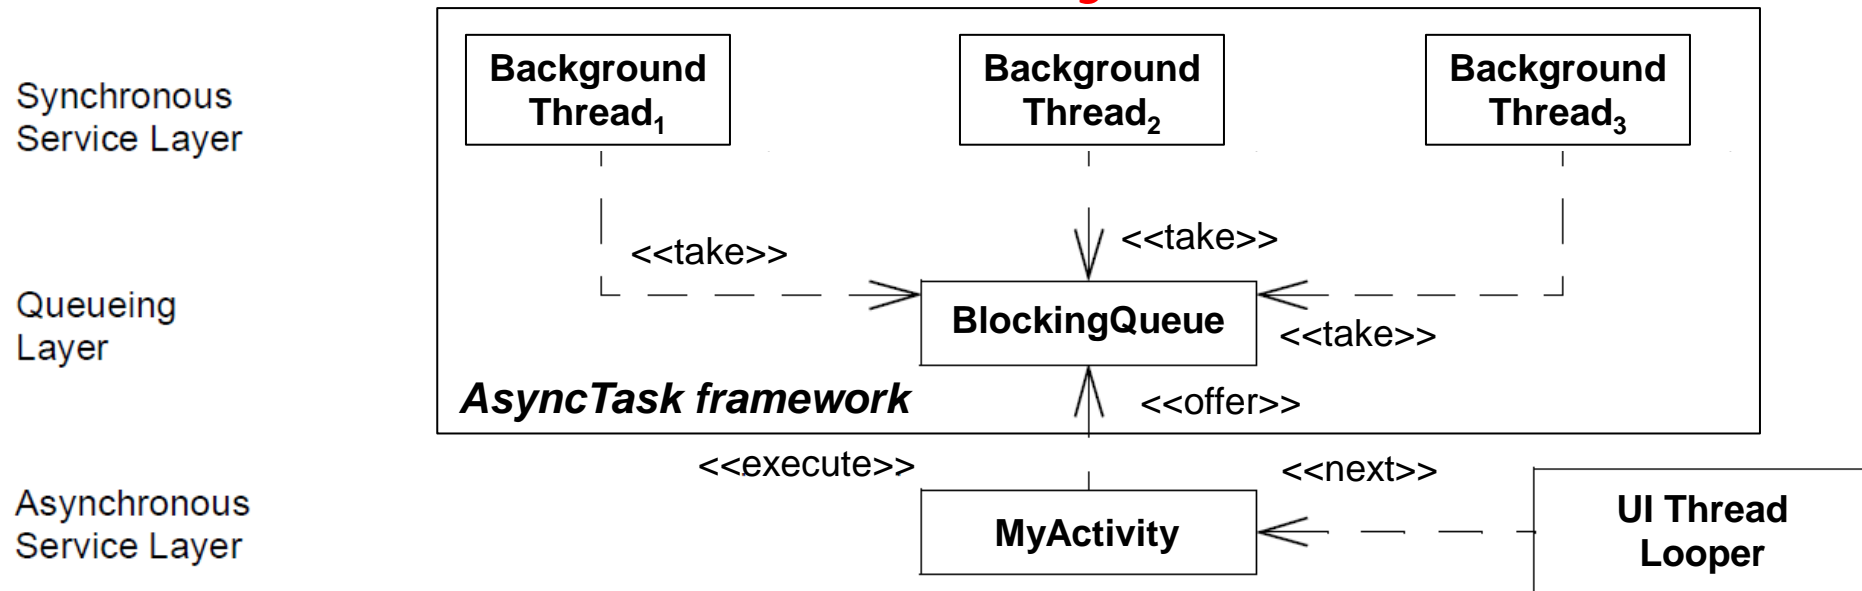 Background
Thread1
Background
Thread2
Background
Thread3
Synchronous
Service Layer
<<take>>
<<take>>
Queueing
Layer
BlockingQueue
<<take>>
AsyncTask framework
<<offer>>
<<execute>>
<<next>>
Asynchronous
Service Layer
MyActivity
UI Thread
Looper